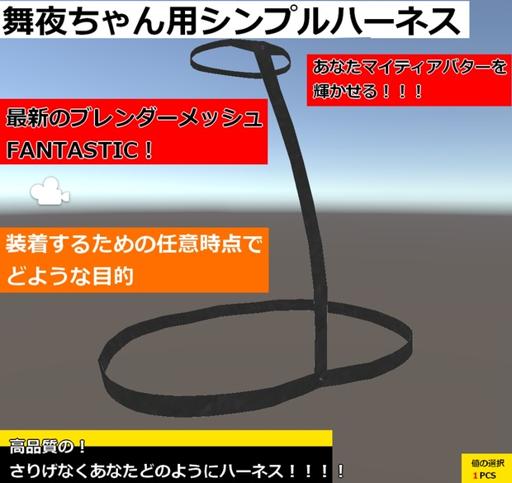 舞夜ちゃん用シンプルハーネス
あなたマイティアバターを
輝かせる！！！
最新のブレンダーメッシュ
FANTASTIC！
装着するための任意時点で
どような目的
高品質の！
さりげなくあなたどのようにハーネス！！！！
値の選択
1 PCS